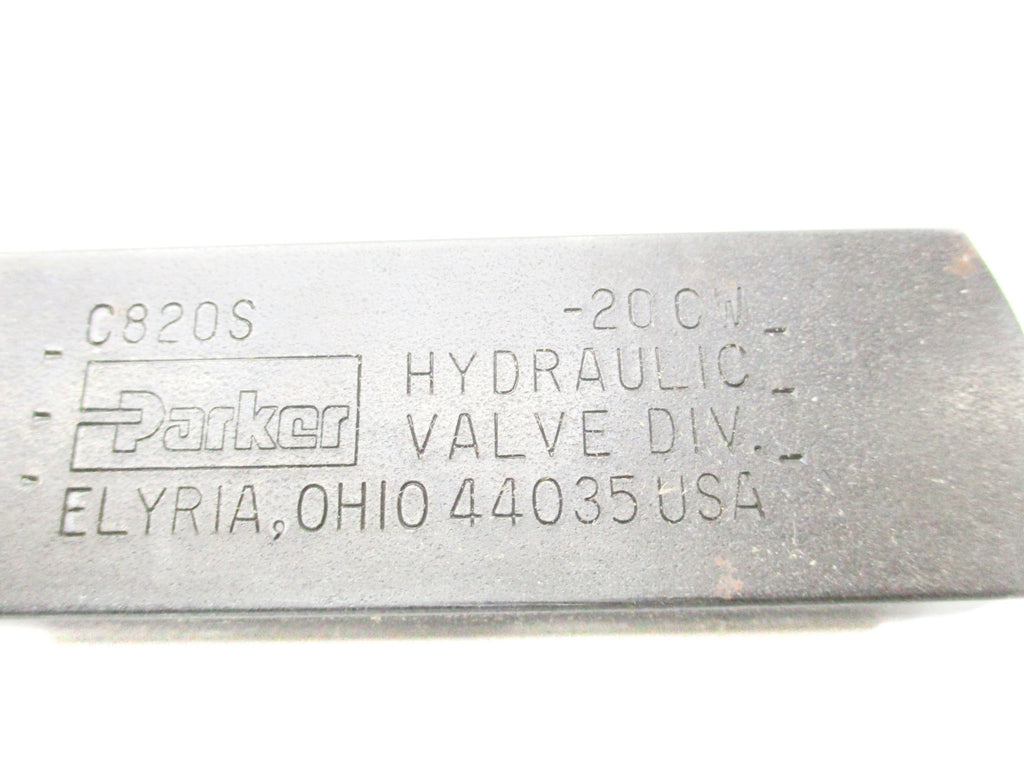 C820S -20 CW
Parker HYDRAULIC
VALVE DIV.
ELYRIA, OHIO 44035 USA